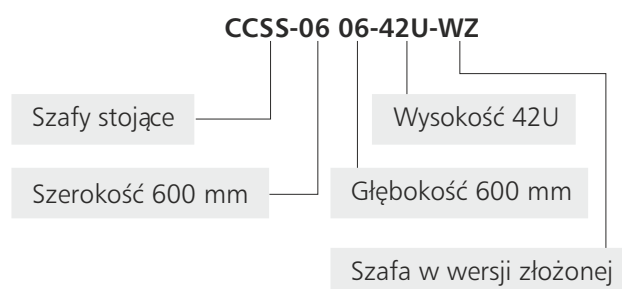 CCSS-06 06-42U-WZ
Szafy stojące
Wysokość 42U
Szerokość 600 mm
Głębokość 600 mm
Szafa w wersji złożonej